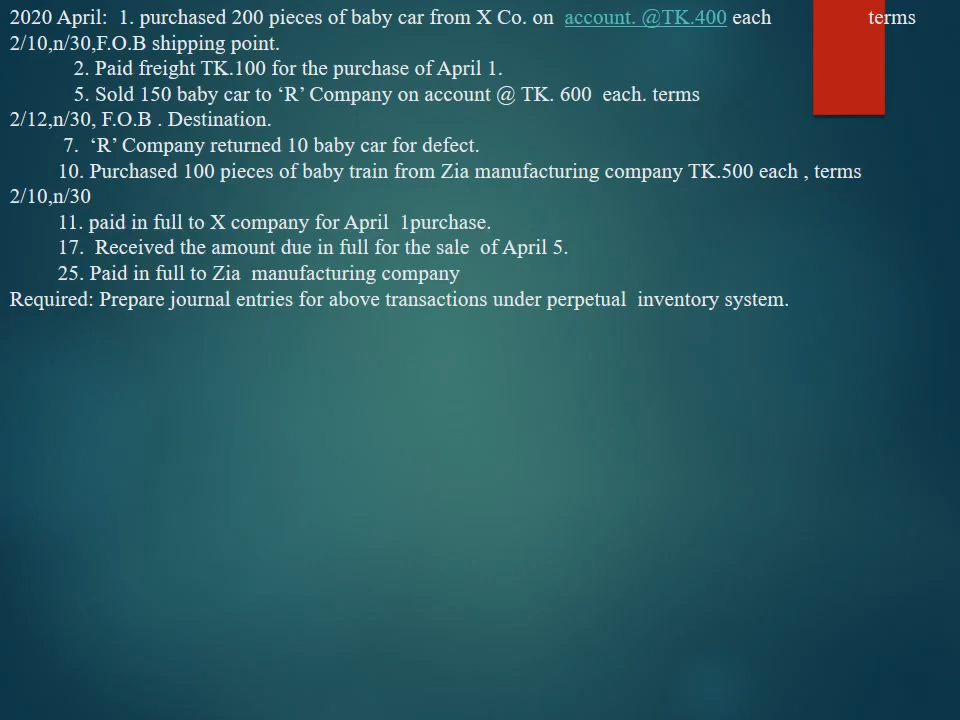 2020 April:  1. purchased 200 pieces of baby car from X Co. on  account. @TK.400 each  terms
2/10,n/30,F.O.B shipping point.
2. Paid freight TK.100 for the purchase of April 1.
5. Sold 150 baby car to ‘R’ Company on account @ TK. 600  each. terms
2/12,n/30, F.O.B . Destination.
7.  ‘R’ Company returned 10 baby car for defect.
10. Purchased 100 pieces of baby train from Zia manufacturing company TK.500 each , terms
2/10,n/30
11. paid in full to X company for April  1purchase.
17.  Received the amount due in full for the sale  of April 5.
25. Paid in full to Zia  manufacturing company
Required: Prepare journal entries for above transactions under perpetual  inventory system.